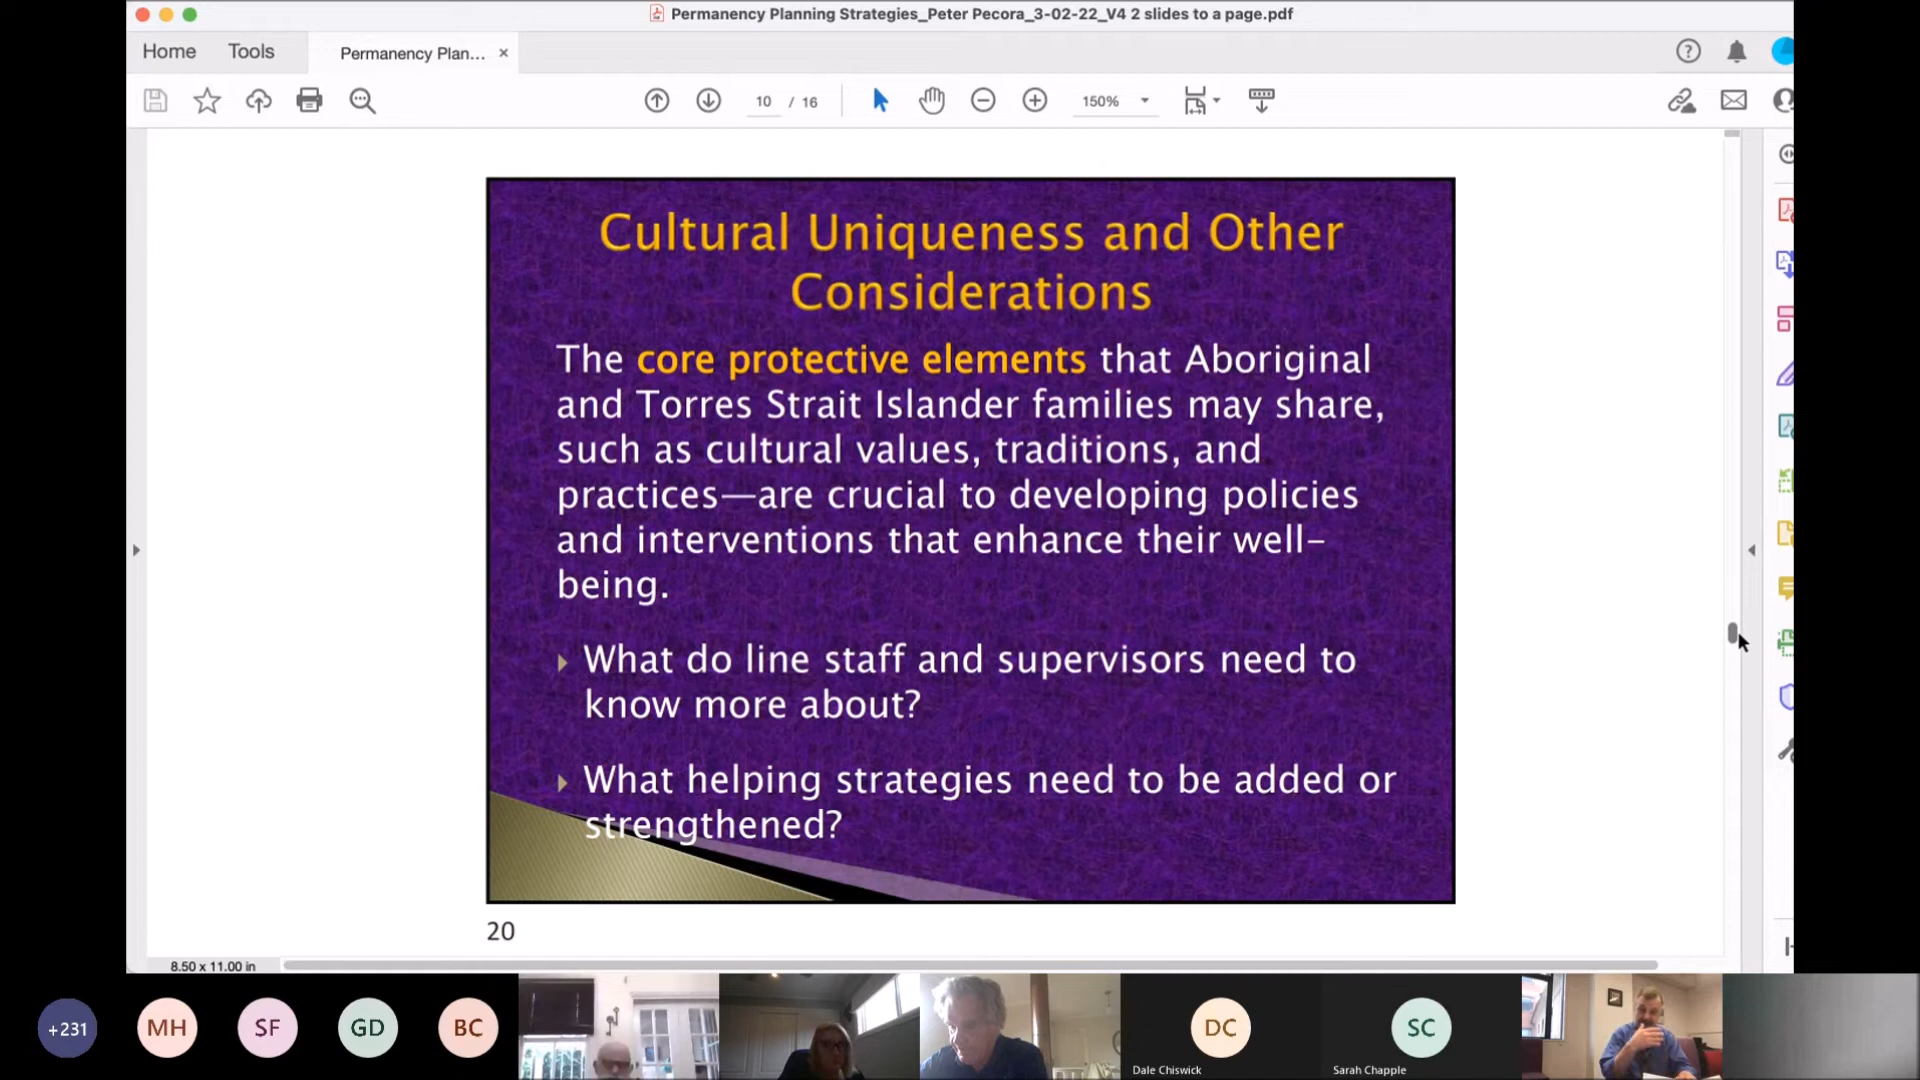 Permanency Planning Strategies_Peter Pecora_3-02-22_V4 2 slides to a page.pdf
Home
Tools
Permanency Plan...
10 / 16
150%
Cultural Uniqueness and Other
Considerations
The core protective elements that Aboriginal
and Torres Strait Islander families may share,
such as cultural values, traditions, and
practices—are crucial to developing policies
and interventions that enhance their well-
being.
What do line staff and supervisors need to
know more about?
What helping strategies need to be added or
strengthened?
20
8.50 x 11.00 in
+231
MH
SF
GD
BC
DC
SC
Dale Chiswick
Sarah Chapple